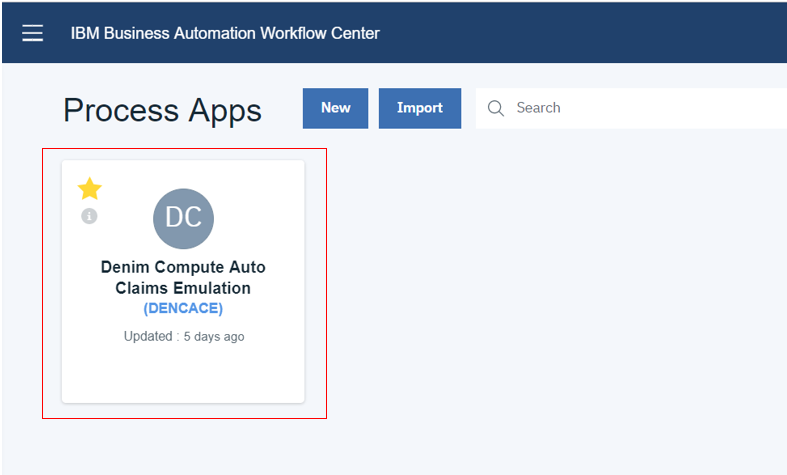 IBM Business Automation Workflow Center
Process Apps
New
Import
Search
DC
Denim Compute Auto
Claims Emulation
(DENCACE)
Updated : 5 days ago